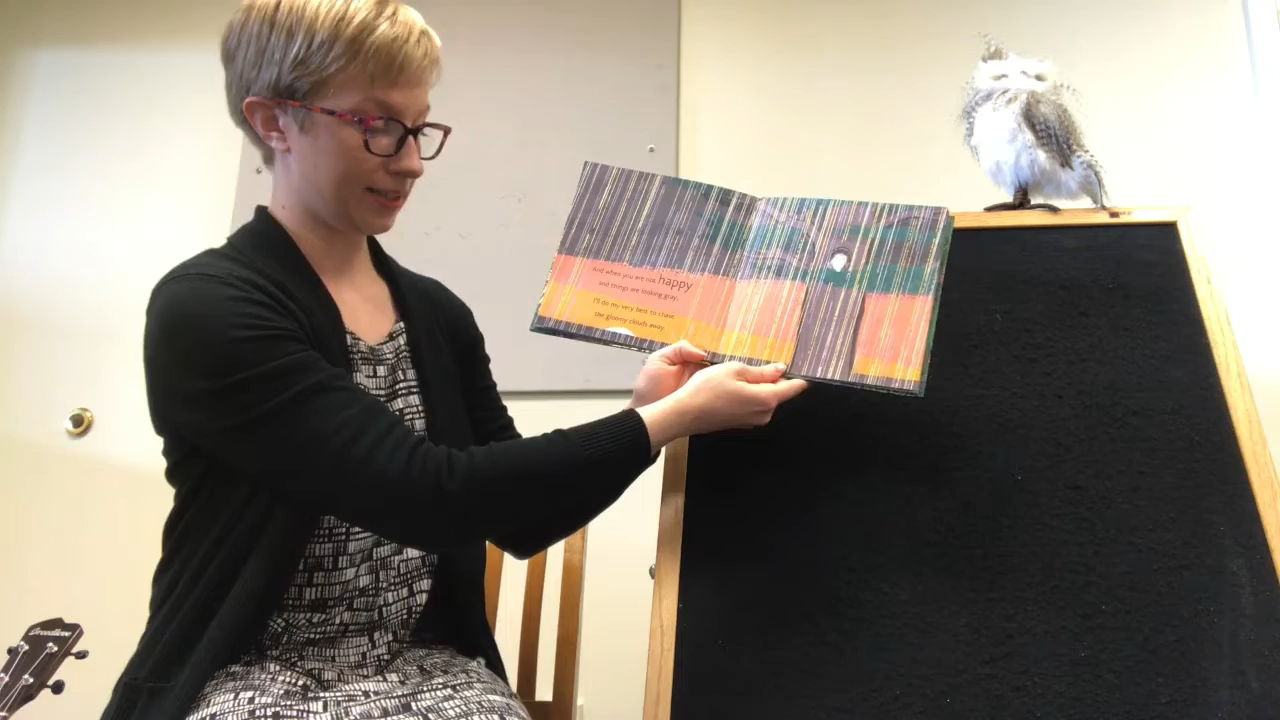 And when you are not happy
and things are looking gray,
I'll do my very best to chase
the gloomy clouds away.
Breedlove